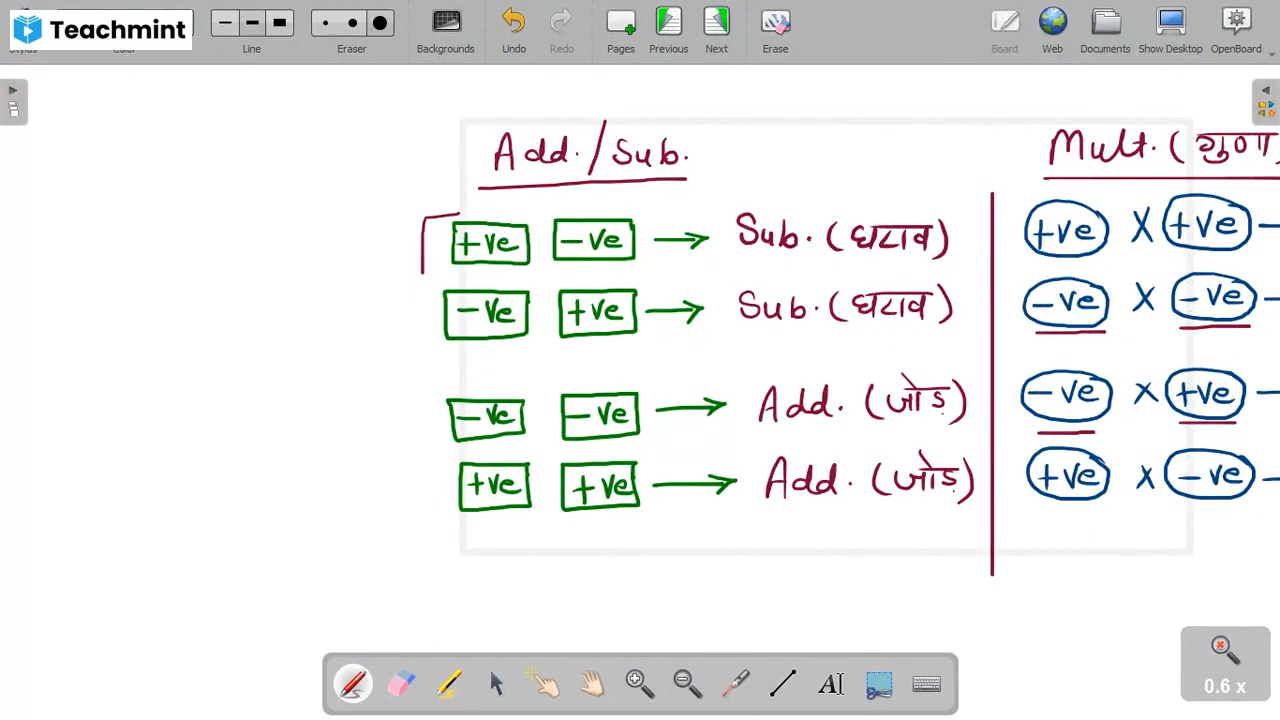 Teachmint
Line
Eraser
Backgrounds
Undo
Redo
Pages
Previous
Next
Erase
Board
Web
Documents
Show Desktop
OpenBoard
Add./Sub.
+ve -ve → Sub. (घटाव)
-ve +ve → Sub. (घटाव)
-ve -ve → Add. (जोड़)
+ve +ve → Add. (जोड़)
Mult. (गुणा)
+ve X +ve -
-ve X -ve -
-ve X +ve -
+ve X -ve -
0.6 x